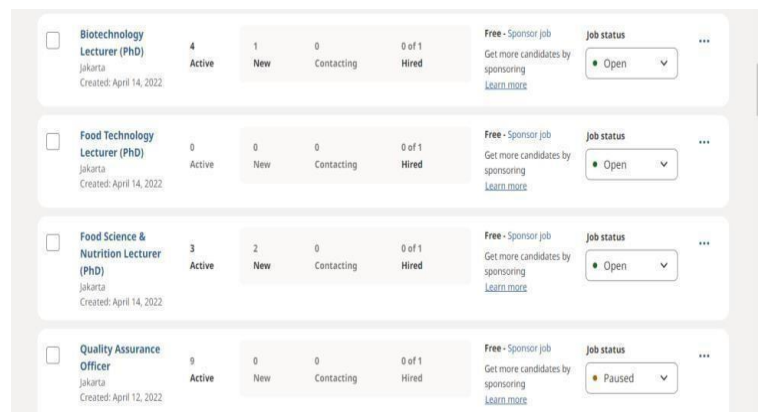 Biotechnology
Lecturer (PhD)
Jakarta
Created: April 14, 2022
4
Active
1
New
0
Contacting
0 of 1
Hired
Free - Sponsor job
Get more candidates by
sponsoring
Learn more
Job status
Open
Food Technology
Lecturer (PhD)
Jakarta
Created: April 14, 2022
0
Active
0
New
0
Contacting
0 of 1
Hired
Free - Sponsor job
Get more candidates by
sponsoring
Learn more
Job status
Open
Food Science &
Nutrition Lecturer
(PhD)
Jakarta
Created: April 14, 2022
3
Active
2
New
0
Contacting
0 of 1
Hired
Free - Sponsor job
Get more candidates by
sponsoring
Learn more
Job status
Open
Quality Assurance
Officer
Jakarta
Created: April 12, 2022
9
Active
0
New
0
Contacting
0 of 1
Hired
Free - Sponsor job
Get more candidates by
sponsoring
Learn more
Job status
Paused